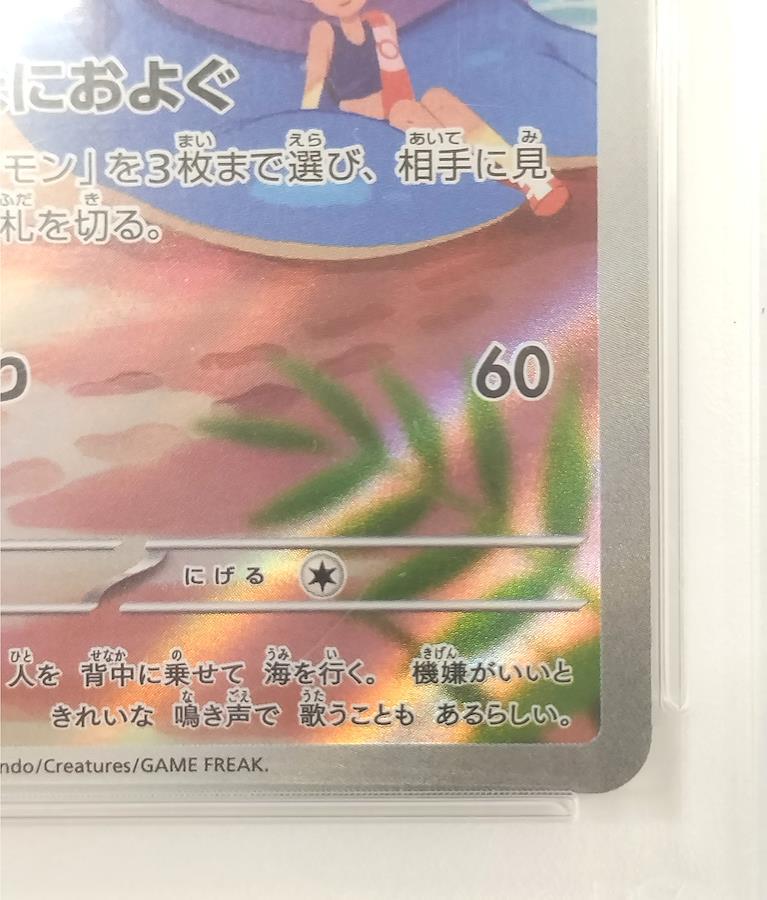 におよぐ
モン」を3枚まで選び、相手に見
札を切る。
60
にげる
人を 背中に乗せて 海を行く。 機嫌がいいと
きれいな 鳴き声で 歌うことも あるらしい。
ndo/Creatures/GAME FREAK.